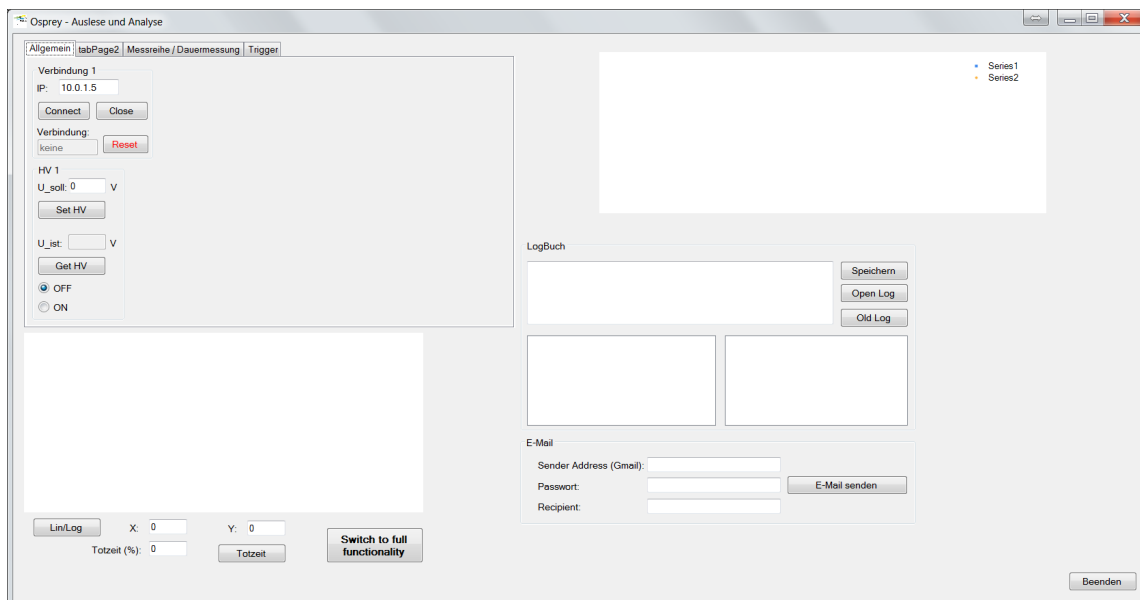 Osprey - Auslese und Analyse
Allgemein tabPage2 Messreihe / Dauermessung Trigger
Verbindung 1
IP: 10.0.1.5
Connect Close
Verbindung:
keine Reset
HV 1
U_soll: 0 V
Set HV
U_ist: V
Get HV
OFF
ON
Series1
Series2
LogBuch
Speichern
Open Log
Old Log
E-Mail
Sender Address (Gmail):
Passwort: E-Mail senden
Recipient:
Lin/Log X: 0 Y: 0
Totzeit (%): 0 Totzeit
Switch to full
functionality
Beenden